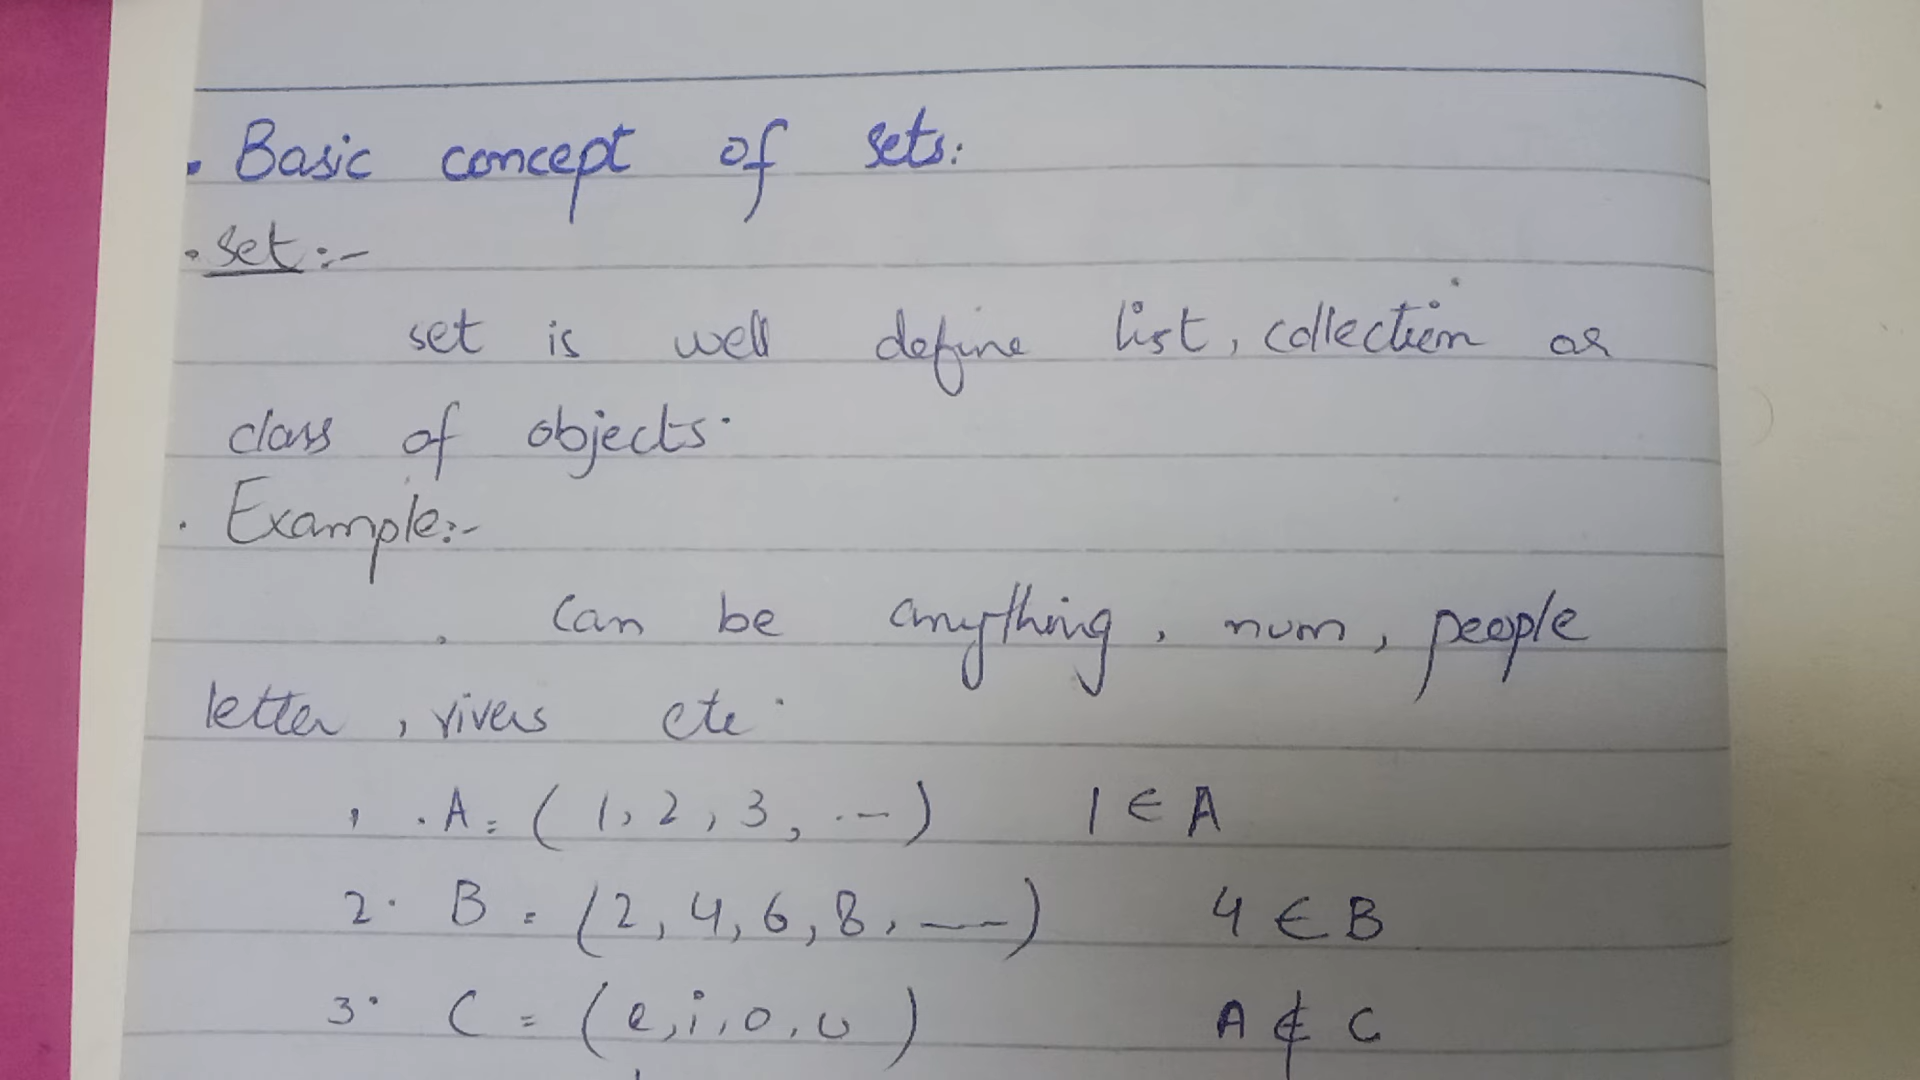 . Basic concept of sets:
. set :-
set is well define list, collection or
class of objects.
. Example:-
, can be anything, num, people
letter, rivers etc.
1 . A = ( 1, 2, 3, --- ) 1 ∈ A
2. B = (2, 4, 6, 8, ---) 4 ∈ B
3. C = ( e, i, o, u ) A ∉ C